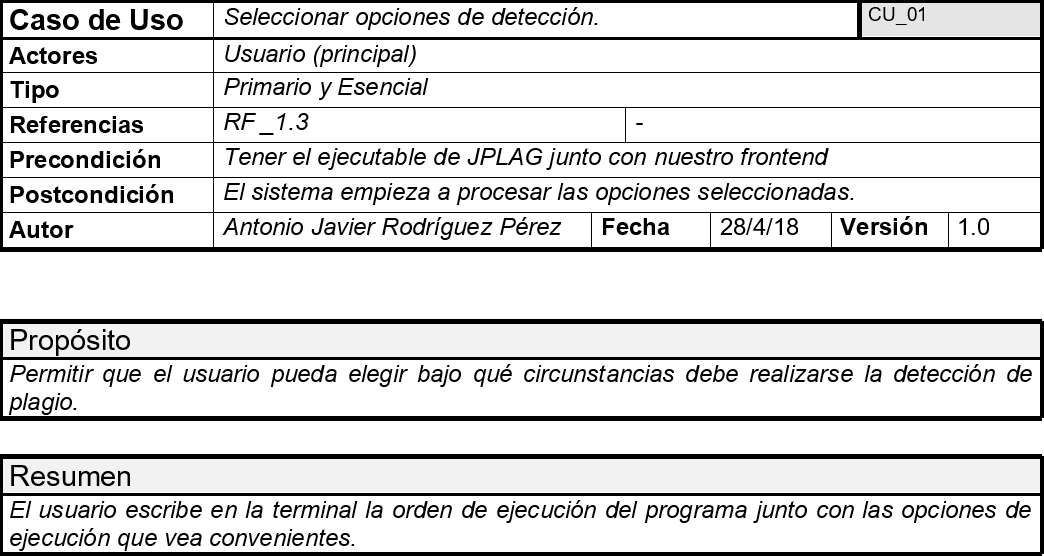 Caso de Uso Seleccionar opciones de detección. CU_01
Actores Usuario (principal)
Tipo Primario y Esencial
Referencias RF _1.3 -
Precondición Tener el ejecutable de JPLAG junto con nuestro frontend
Postcondición El sistema empieza a procesar las opciones seleccionadas.
Autor Antonio Javier Rodríguez Pérez Fecha 28/4/18 Versión 1.0
Propósito
Permitir que el usuario pueda elegir bajo qué circunstancias debe realizarse la detección de
plagio.
Resumen
El usuario escribe en la terminal la orden de ejecución del programa junto con las opciones de
ejecución que vea convenientes.